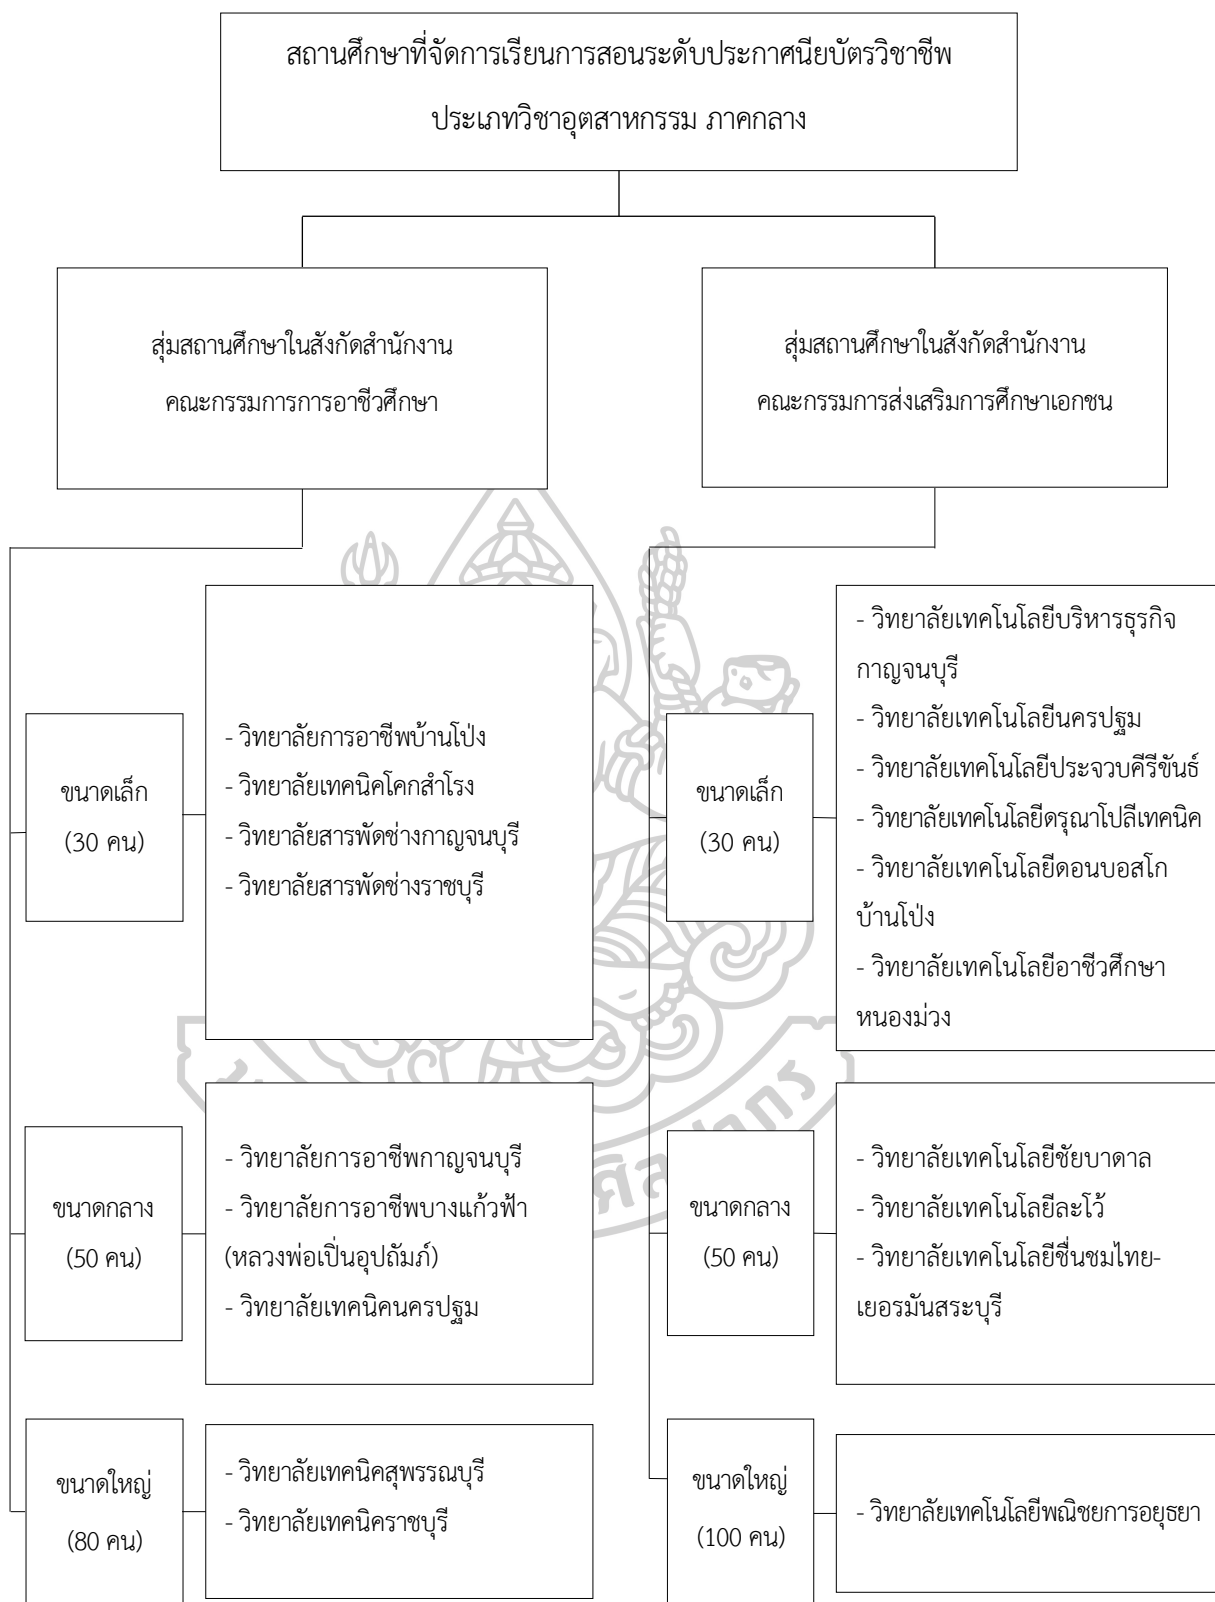 สถานศึกษาที่จัดการเรียนการสอนระดับประกาศนียบัตรวิชาชีพ
ประเภทวิชาอุตสาหกรรม ภาคกลาง
สุ่มสถานศึกษาในสังกัดสำนักงาน
คณะกรรมการการอาชีวศึกษา
สุ่มสถานศึกษาในสังกัดสำนักงาน
คณะกรรมการส่งเสริมการศึกษาเอกชน
ขนาดเล็ก
(30 คน)
- วิทยาลัยการอาชีพบ้านโป่ง
- วิทยาลัยเทคนิคโคกสำโรง
- วิทยาลัยสารพัดช่างกาญจนบุรี
- วิทยาลัยสารพัดช่างราชบุรี
ขนาดกลาง
(50 คน)
- วิทยาลัยการอาชีพกาญจนบุรี
- วิทยาลัยการอาชีพบางแก้วฟ้า
(หลวงพ่อเปิ่นอุปถัมภ์)
- วิทยาลัยเทคนิคนครปฐม
ขนาดใหญ่
(80 คน)
- วิทยาลัยเทคนิคสุพรรณบุรี
- วิทยาลัยเทคนิคราชบุรี
ขนาดเล็ก
(30 คน)
- วิทยาลัยเทคโนโลยีบริหารธุรกิจ
กาญจนบุรี
- วิทยาลัยเทคโนโลยีนครปฐม
- วิทยาลัยเทคโนโลยีประจวบคีรีขันธ์
- วิทยาลัยเทคโนโลยีดรุณาโปลีเทคนิค
- วิทยาลัยเทคโนโลยีดอนบอสโก
บ้านโป่ง
- วิทยาลัยเทคโนโลยีอาชีวศึกษา
หนองม่วง
ขนาดกลาง
(50 คน)
- วิทยาลัยเทคโนโลยีชัยบาดาล
- วิทยาลัยเทคโนโลยีละโว้
- วิทยาลัยเทคโนโลยีชื่นชมไทย-
เยอรมันสระบุรี
ขนาดใหญ่
(100 คน)
- วิทยาลัยเทคโนโลยีพณิชยการอยุธยา